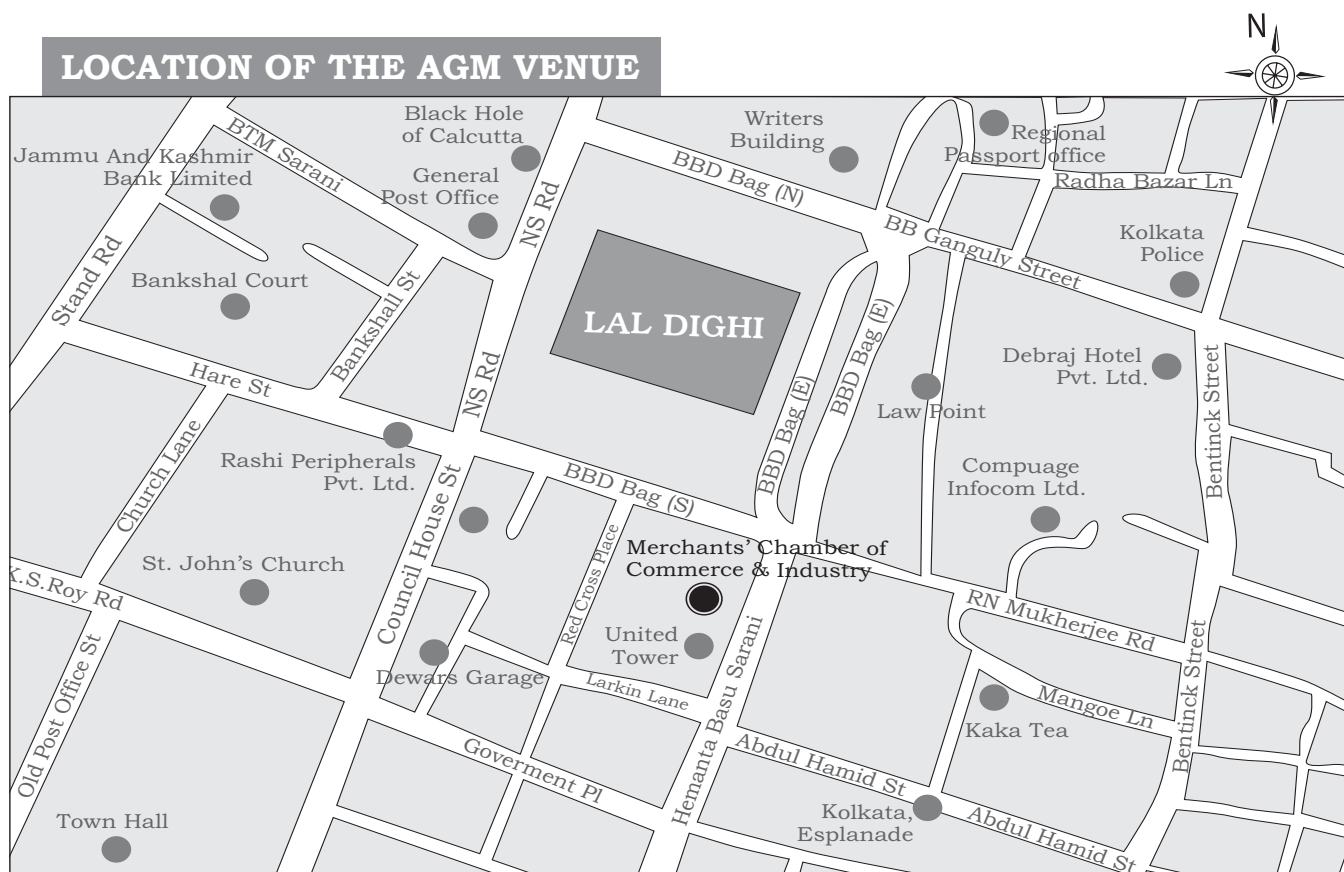 N
LOCATION OF THE AGM VENUE
Black Hole
of Calcutta
Writers
Building
Regional
Passport office
BTM Sarani
Jammu And Kashmir
Bank Limited
General
Post Office
NS Rd
BBD Bag (N)
Radha Bazar Ln
BB Ganguly Street
Kolkata
Police
Stand Rd
Bankshal Court
Bankshall St
LAL DIGHI
BBD Bag (E)
BBD Bag (E)
Debraj Hotel
Pvt. Ltd.
Bentinck Street
Hare St
NS Rd
Law Point
Church Lane
Rashi Peripherals
Pvt. Ltd.
BBD Bag (S)
Compuage
Infocom Ltd.
Council House St
Red Cross Place
Merchants' Chamber of
Commerce & Industry
St. John's Church
K.S.Roy Rd
RN Mukherjee Rd
United
Tower
Hemanta Basu Sarani
Old Post Office St
Dewars Garage
Larkin Lane
Mangoe Ln
Bentinck Street
Kaka Tea
Goverment Pl
Abdul Hamid St
Kolkata,
Esplanade
Abdul Hamid St
Town Hall